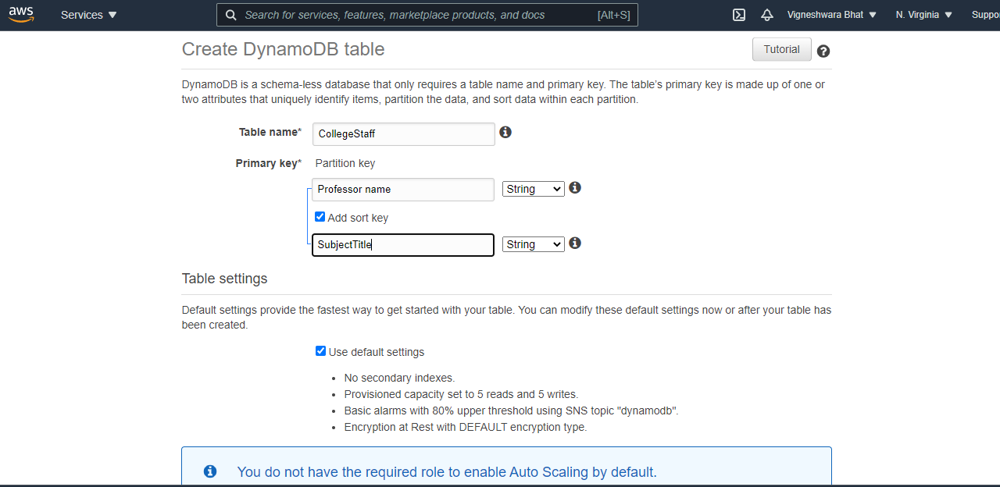 aws Services ▼ Search for services, features, marketplace products, and docs [Alt+S] Vigneshwara Bhat ▼ N. Virginia ▼ Suppo
Create DynamoDB table Tutorial
DynamoDB is a schema-less database that only requires a table name and primary key. The table's primary key is made up of one or
two attributes that uniquely identify items, partition the data, and sort data within each partition.
Table name* CollegeStaff
Primary key* Partition key
Professor name String
Add sort key
SubjectTitle String
Table settings
Default settings provide the fastest way to get started with your table. You can modify these default settings now or after your table has
been created.
Use default settings
• No secondary indexes.
• Provisioned capacity set to 5 reads and 5 writes.
• Basic alarms with 80% upper threshold using SNS topic "dynamodb".
• Encryption at Rest with DEFAULT encryption type.
You do not have the required role to enable Auto Scaling by default.